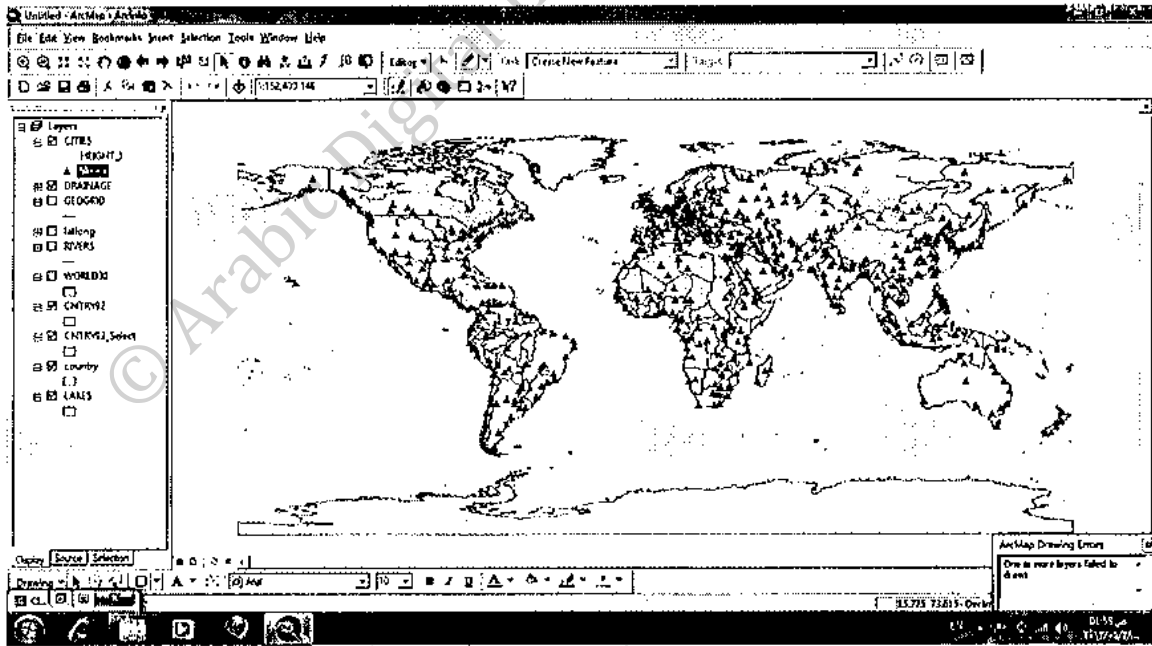 Untitled - ArcMap - ArcInfo
File Edit View Bookmarks Insert Selection Tools Window Help
Editor Task: Create New Feature Target:
Layers
CITIES
HEIGHT_
DRAINAGE
GEOGRID
latlong
RIVERS
WORLD30
CNTRY92
CNTRY92_Select
country
LAKES
© Arabic Digital
Display Source Selection
ArcMap Drawing Errors
One or more layers failed to
draw:
Drawing Arial 10 B I U A